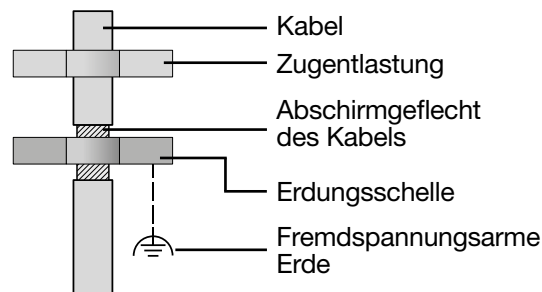 Kabel
Zugentlastung
Abschirmgeflecht
des Kabels
Erdungsschelle
Fremdspannungsarme
Erde